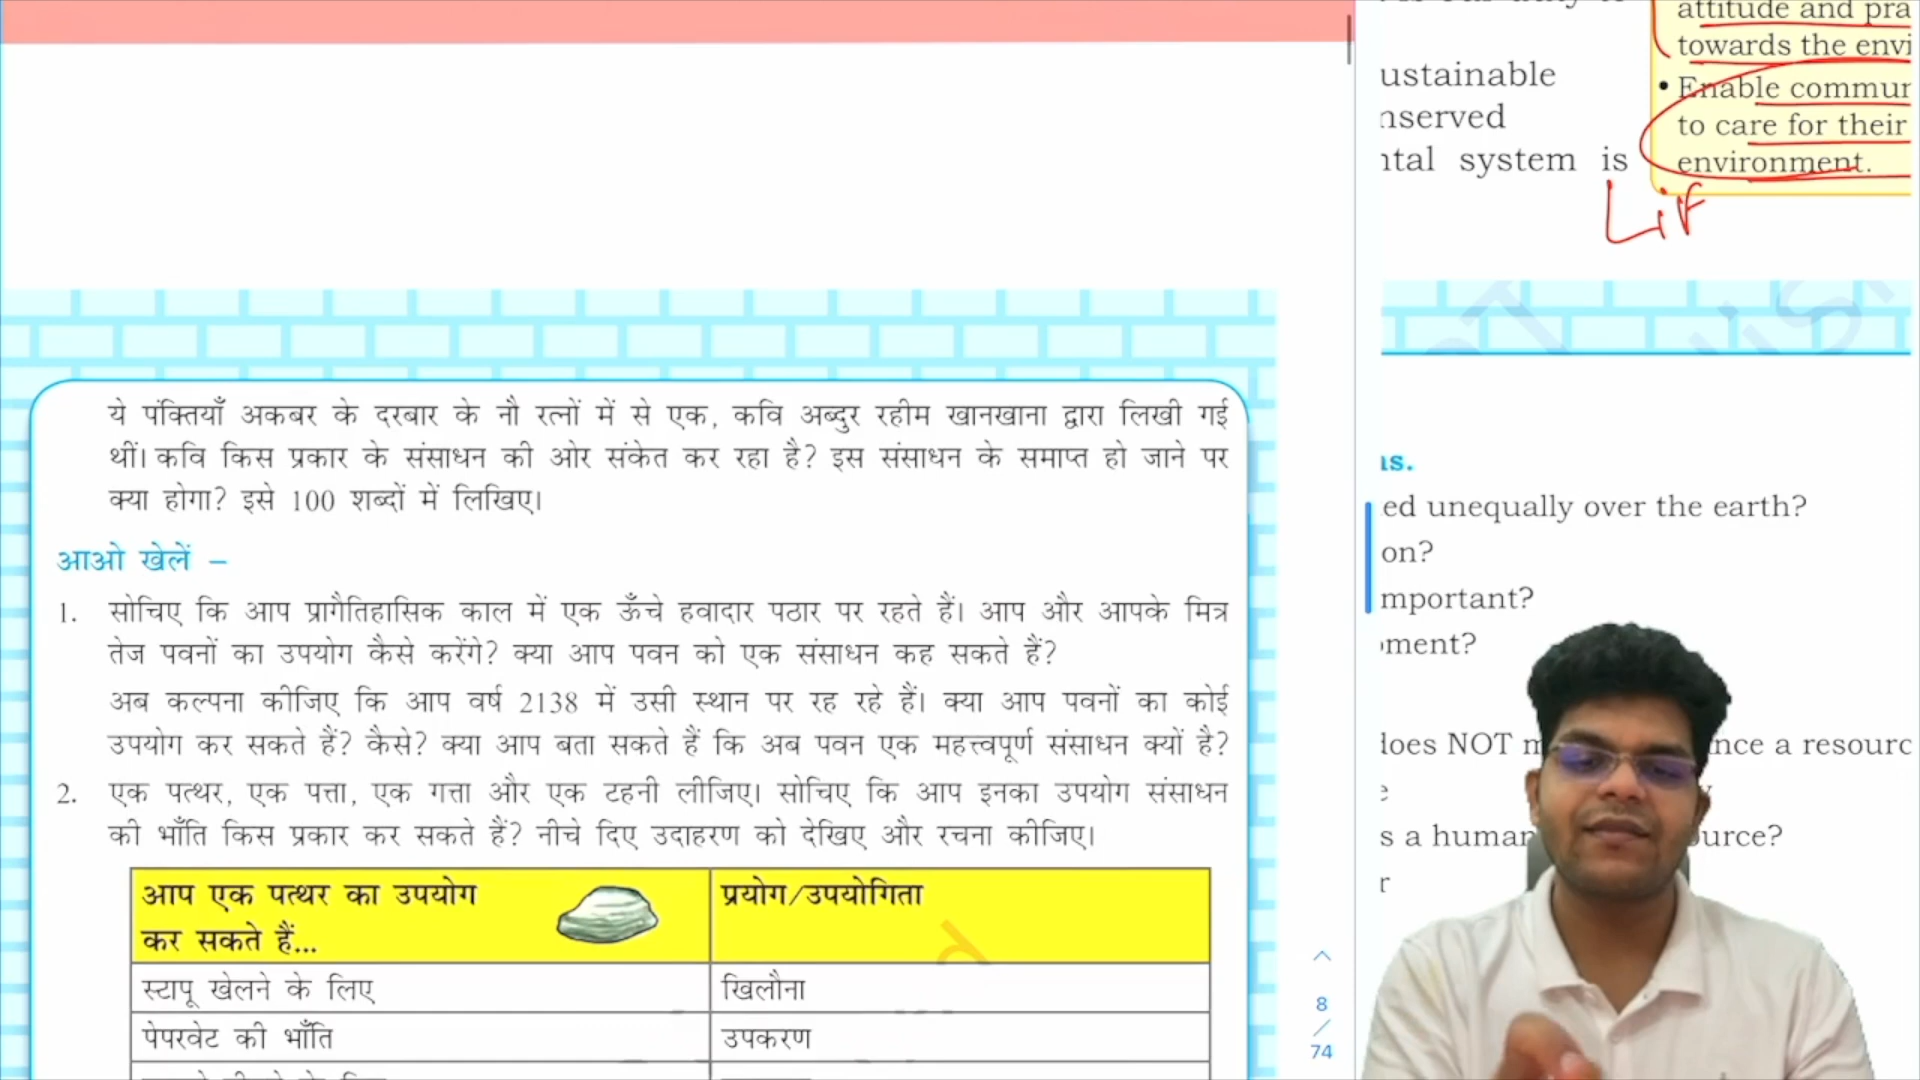 ये पंक्तियाँ अकबर के दरबार के नौ रत्नों में से एक, कवि अब्दुर रहीम खानखाना द्वारा लिखी गई
थीं। कवि किस प्रकार के संसाधन की ओर संकेत कर रहा है? इस संसाधन के समाप्त हो जाने पर
क्या होगा? इसे 100 शब्दों में लिखिए।
आओ खेलें –
1. सोचिए कि आप प्रागैतिहासिक काल में एक ऊँचे हवादार पठार पर रहते हैं। आप और आपके मित्र
तेज पवनों का उपयोग कैसे करेंगे? क्या आप पवन को एक संसाधन कह सकते हैं?
अब कल्पना कीजिए कि आप वर्ष 2138 में उसी स्थान पर रह रहे हैं। क्या आप पवनों का कोई
उपयोग कर सकते हैं? कैसे? क्या आप बता सकते हैं कि अब पवन एक महत्त्वपूर्ण संसाधन क्यों है?
2. एक पत्थर, एक पत्ता, एक गत्ता और एक टहनी लीजिए। सोचिए कि आप इनका उपयोग संसाधन
की भाँति किस प्रकार कर सकते हैं? नीचे दिए उदाहरण को देखिए और रचना कीजिए।
आप एक पत्थर का उपयोग
कर सकते हैं...
प्रयोग/उपयोगिता
स्टापू खेलने के लिए
खिलौना
पेपरवेट की भाँति
उपकरण
8
/
74
attitude and pra
towards the envi
• Enable commun
to care for their
environment.
ustainable
nserved
ntal system is
Lif
ns.
ed unequally over the earth?
on?
mportant?
pment?
does NOT m
nce a resourc
s a human
ource?
r